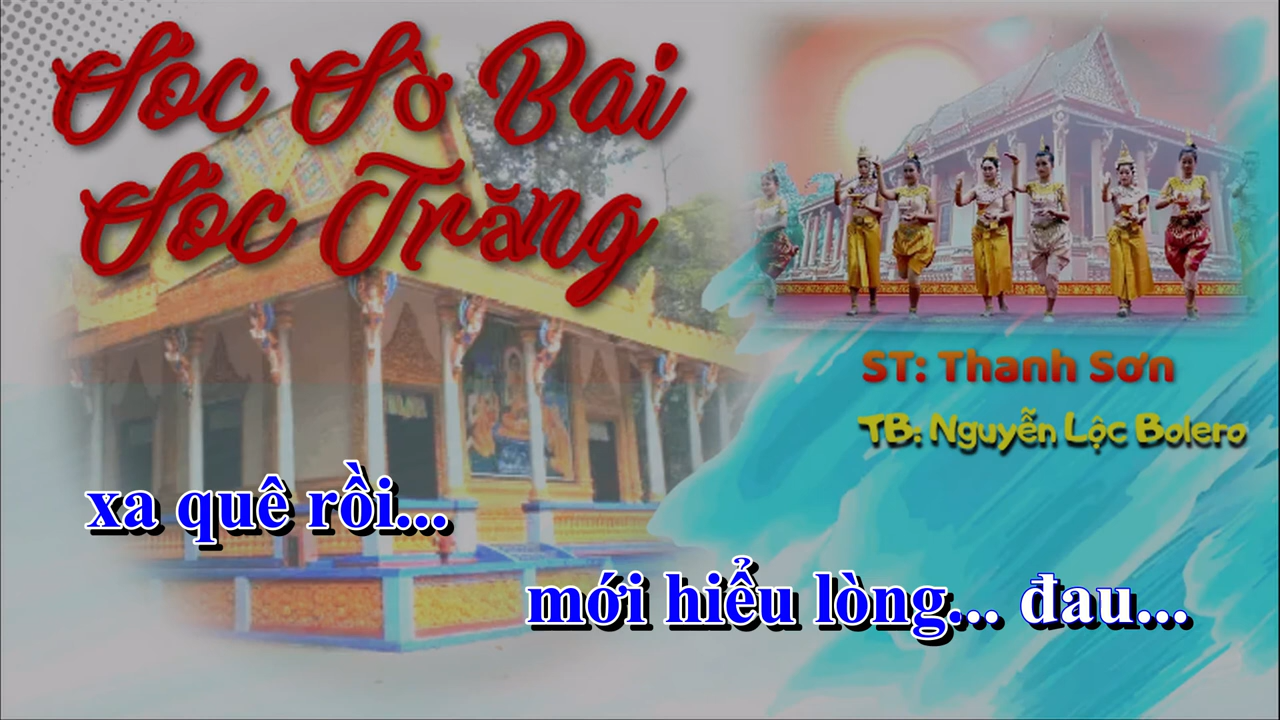 Sóc Sờ Bai
Sóc Trăng
ST: Thanh Sơn
TB: Nguyễn Lộc Bolero
xa quê rồi...
mới hiểu lòng... đau...